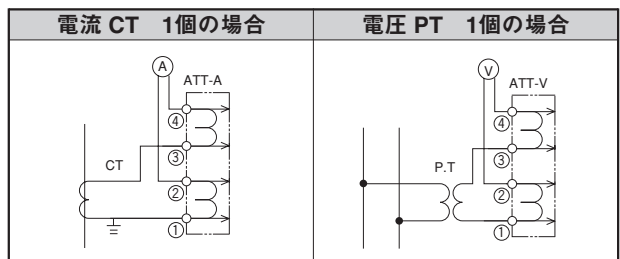 電流 CT 1個の場合
電圧 PT 1個の場合
A
ATT-A
④
③
CT
②
①
V
ATT-V
④
③
P.T
②
①